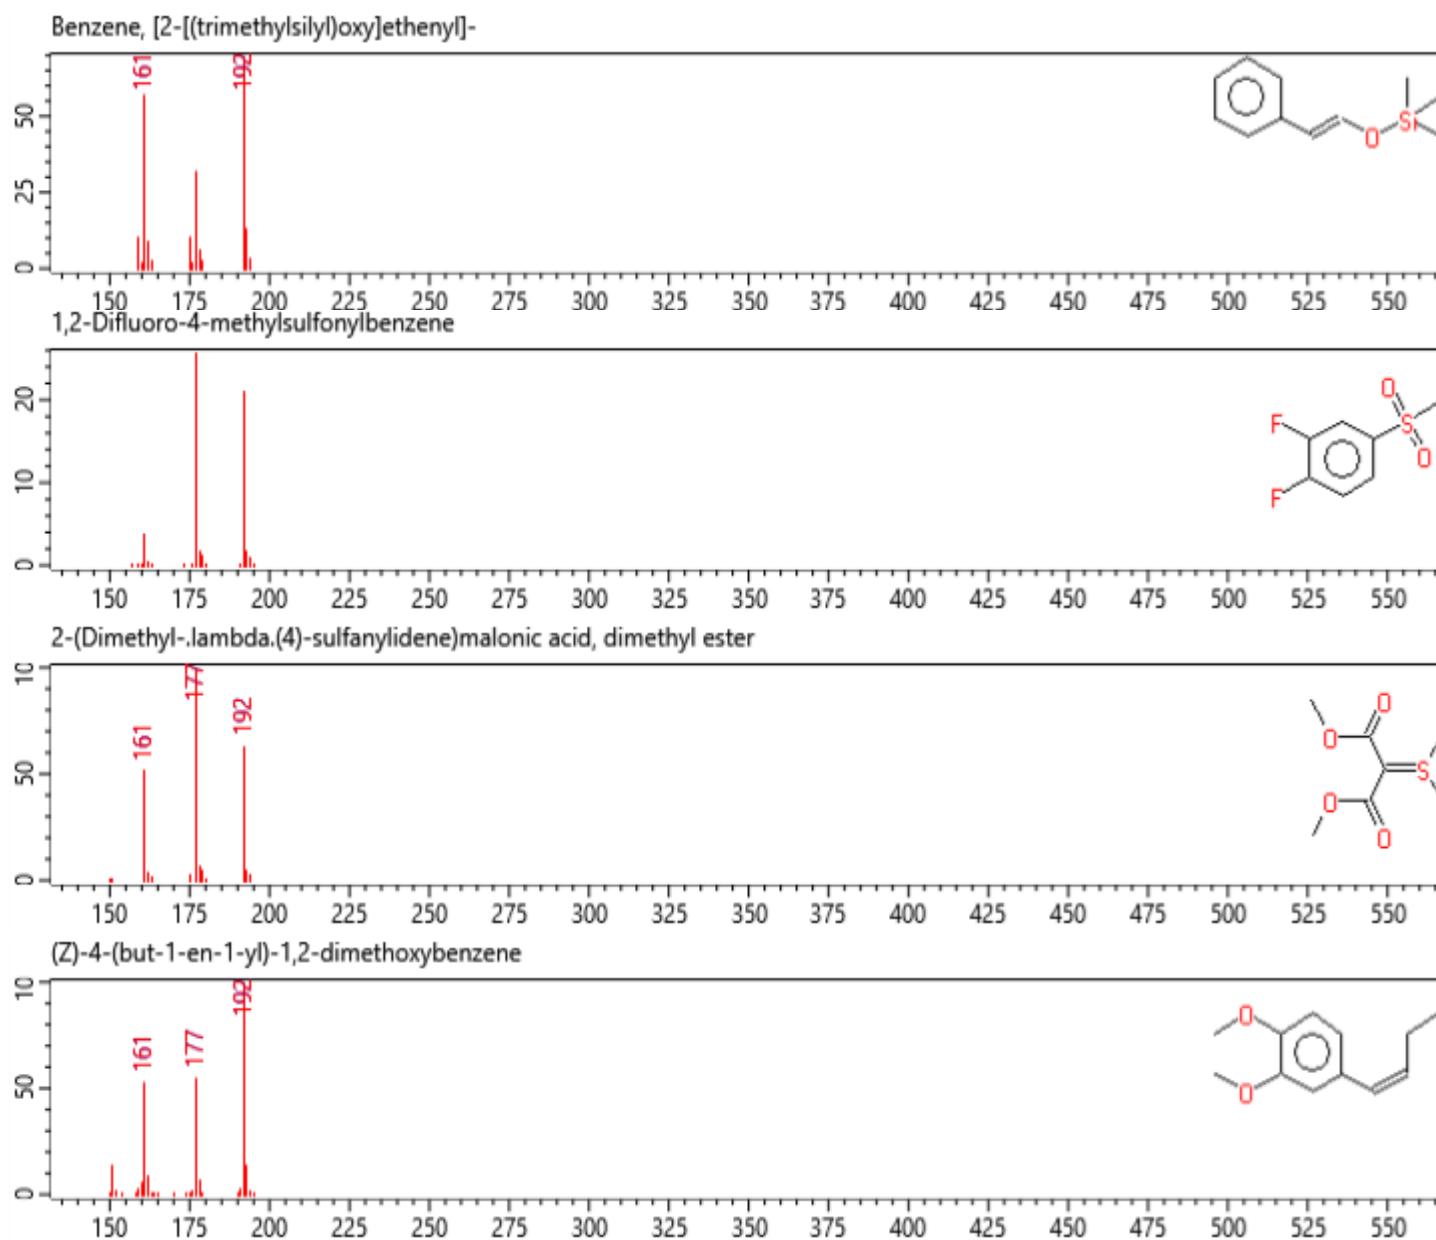 Benzene, [2-[(trimethylsilyl)oxy]ethenyl]-
161
192
50
25
0
O
Si
150 175 200 225 250 275 300 325 350 375 400 425 450 475 500 525 550
1,2-Difluoro-4-methylsulfonylbenzene
20
10
0
O
F
S
O
F
150 175 200 225 250 275 300 325 350 375 400 425 450 475 500 525 550
2-(Dimethyl-.lambda.(4)-sulfanylidene)malonic acid, dimethyl ester
10
177
192
161
50
0
O
O
S
O
O
150 175 200 225 250 275 300 325 350 375 400 425 450 475 500 525 550
(Z)-4-(but-1-en-1-yl)-1,2-dimethoxybenzene
10
192
177
161
50
0
O
O
150 175 200 225 250 275 300 325 350 375 400 425 450 475 500 525 550